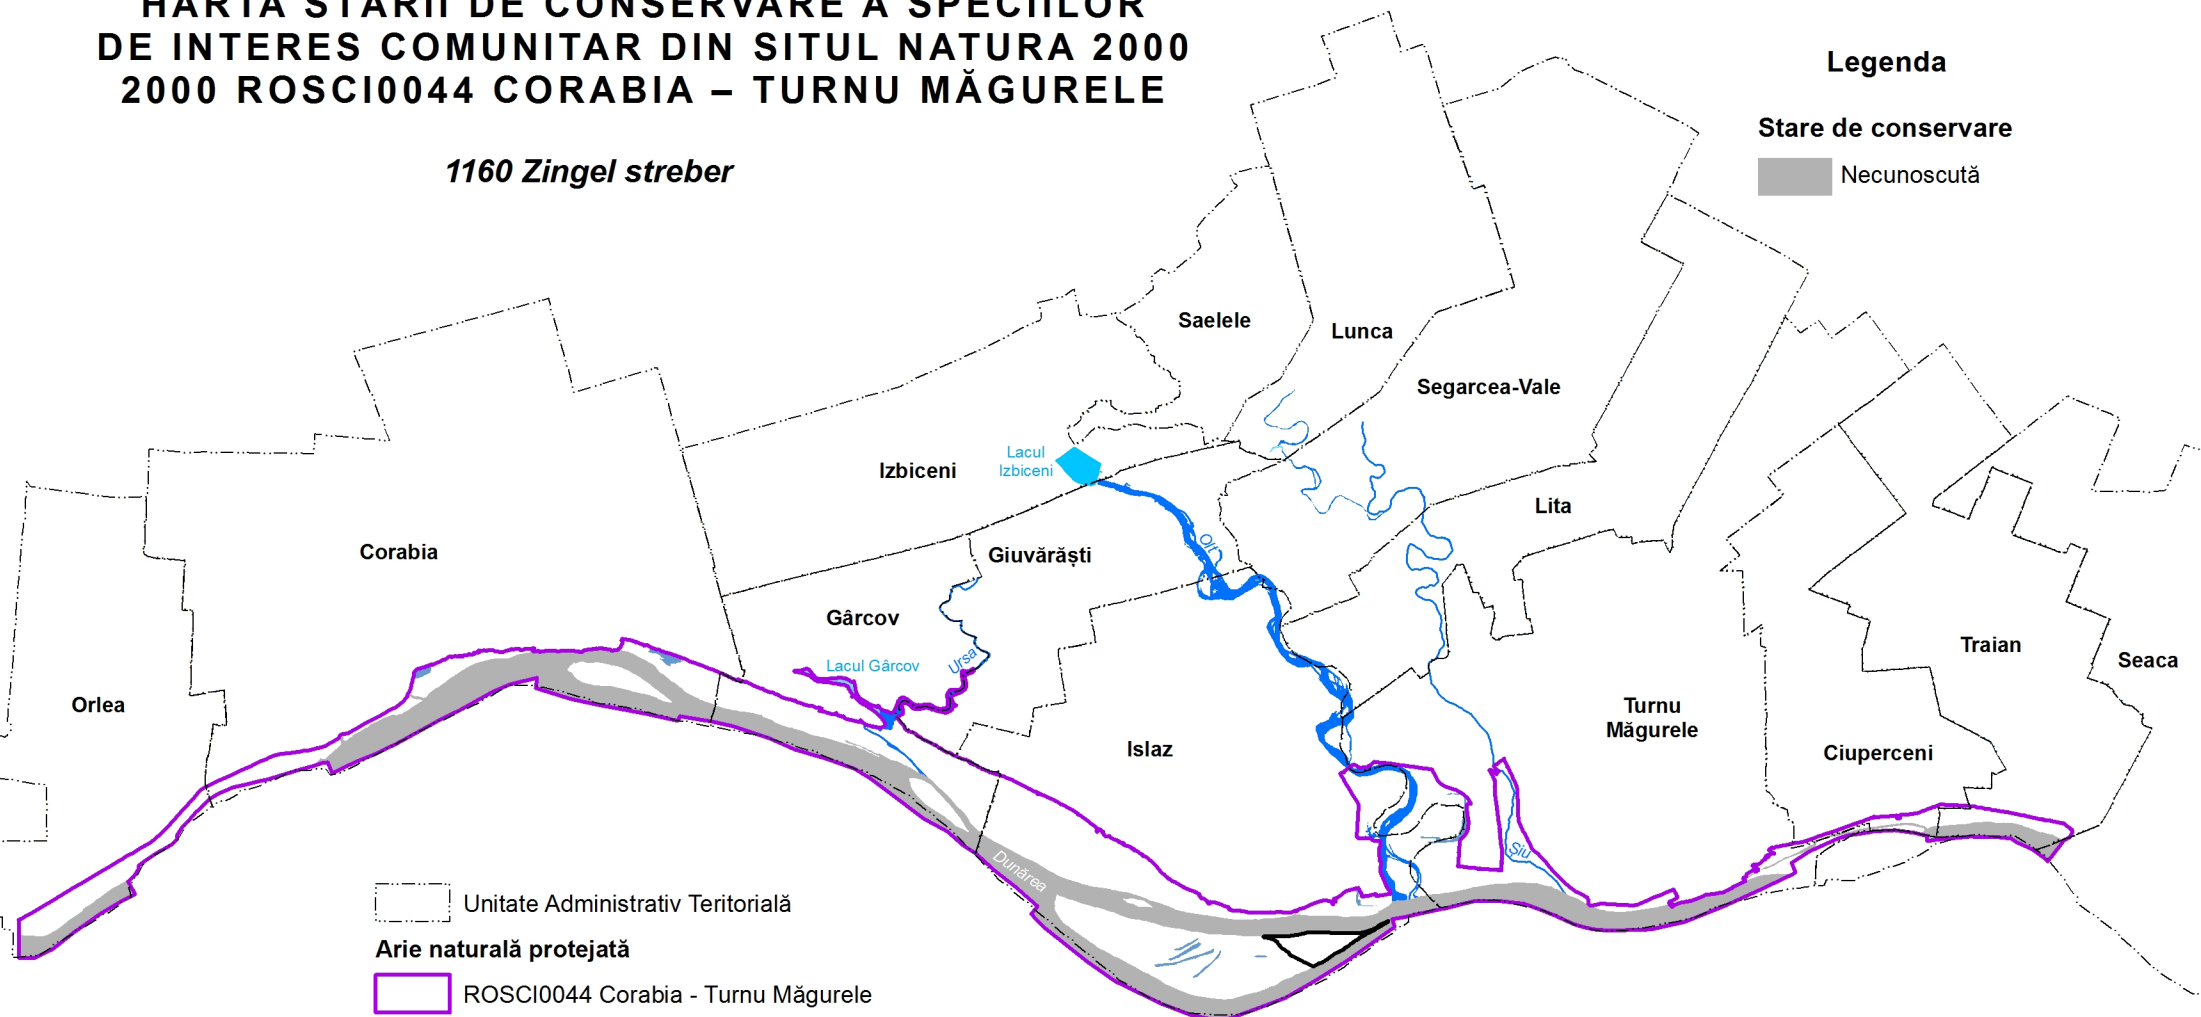 HARTA STĂRII DE CONSERVARE A SPECIILOR
DE INTERES COMUNITAR DIN SITUL NATURA 2000
2000 ROSCI0044 CORABIA – TURNU MĂGURELE
1160 Zingel streber
Legenda
Stare de conservare
Necunoscută
Saelele
Lunca
Segarcea-Vale
Izbiceni
Lacul
Izbiceni
Lita
Corabia
Giuvărăști
Olt
Gârcov
Lacul Gârcov
Ursa
Traian
Seaca
Orlea
Turnu
Măgurele
Islaz
Ciuperceni
Șiu
Dunărea
Unitate Administrativ Teritorială
Arie naturală protejată
ROSCI0044 Corabia - Turnu Măgurele